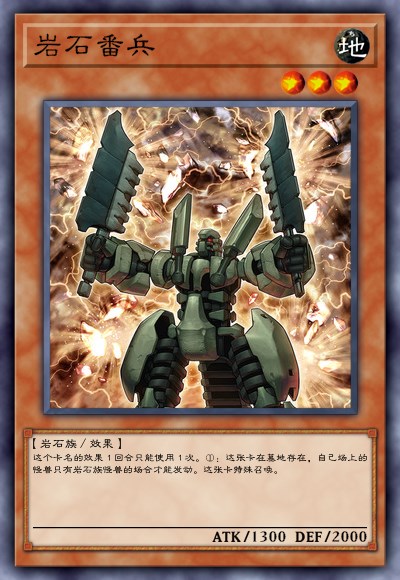 岩石番兵
地
【岩石族／效果】
这个卡名的效果１回合只能使用１次。①：这张卡在墓地存在，自己场上的
怪兽只有岩石族怪兽的场合才能发动。这张卡特殊召唤。
ATK/1300 DEF/2000